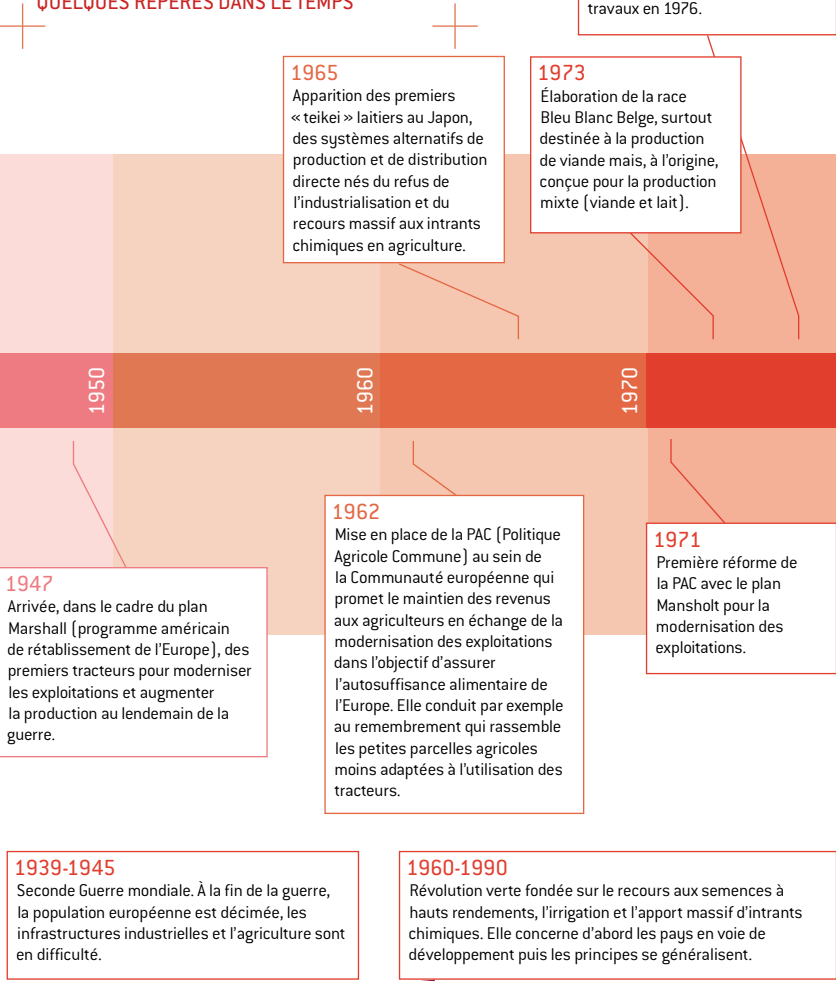 QUELQUES REPÈRES DANS LE TEMPS
travaux en 1976.
1965
Apparition des premiers
« teikei » laitiers au Japon,
des systèmes alternatifs de
production et de distribution
directe nés du refus de
l'industrialisation et du
recours massif aux intrants
chimiques en agriculture.
1973
Élaboration de la race
Bleu Blanc Belge, surtout
destinée à la production
de viande mais, à l'origine,
conçue pour la production
mixte (viande et lait).
1950
1960
1970
1947
Arrivée, dans le cadre du plan
Marshall (programme américain
de rétablissement de l'Europe), des
premiers tracteurs pour moderniser
les exploitations et augmenter
la production au lendemain de la
guerre.
1962
Mise en place de la PAC (Politique
Agricole Commune) au sein de
la Communauté européenne qui
promet le maintien des revenus
aux agriculteurs en échange de la
modernisation des exploitations
dans l'objectif d'assurer
l'autosuffisance alimentaire de
l'Europe. Elle conduit par exemple
au remembrement qui rassemble
les petites parcelles agricoles
moins adaptées à l'utilisation des
tracteurs.
1971
Première réforme de
la PAC avec le plan
Mansholt pour la
modernisation des
exploitations.
1939-1945
Seconde Guerre mondiale. À la fin de la guerre,
la population européenne est décimée, les
infrastructures industrielles et l'agriculture sont
en difficulté.
1960-1990
Révolution verte fondée sur le recours aux semences à
hauts rendements, l'irrigation et l'apport massif d'intrants
chimiques. Elle concerne d'abord les pays en voie de
développement puis les principes se généralisent.